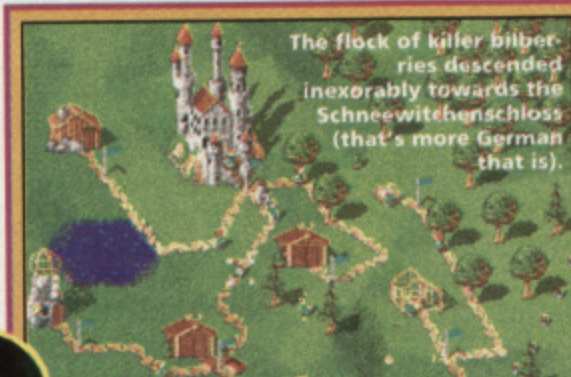 The flock of killer bilber-
ries descended
inexorably towards the
Schneewitchenschloss
(that's more German
that is).